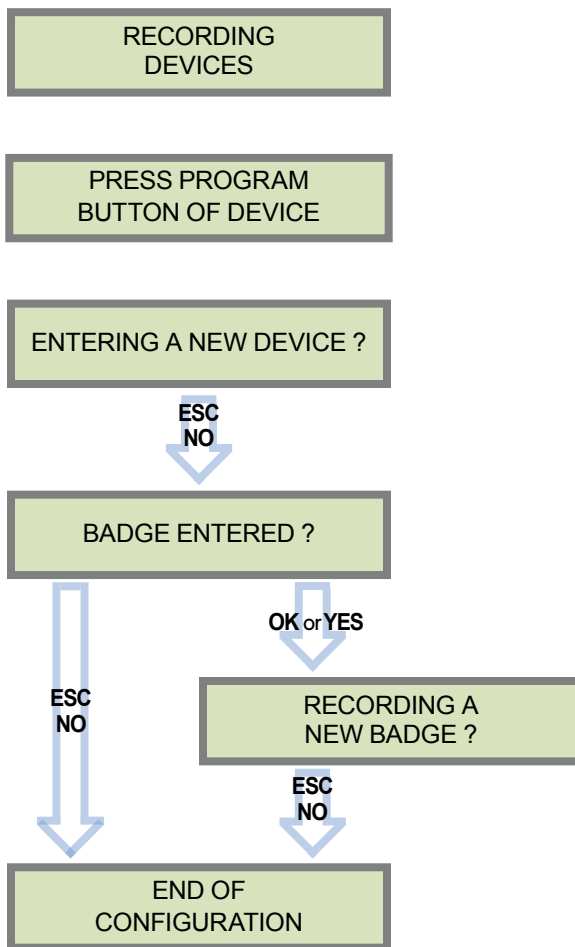 RECORDING
DEVICES
PRESS PROGRAM
BUTTON OF DEVICE
ENTERING A NEW DEVICE ?
ESC
NO
BADGE ENTERED ?
OK or YES
ESC
NO
RECORDING A
NEW BADGE ?
ESC
NO
END OF
CONFIGURATION